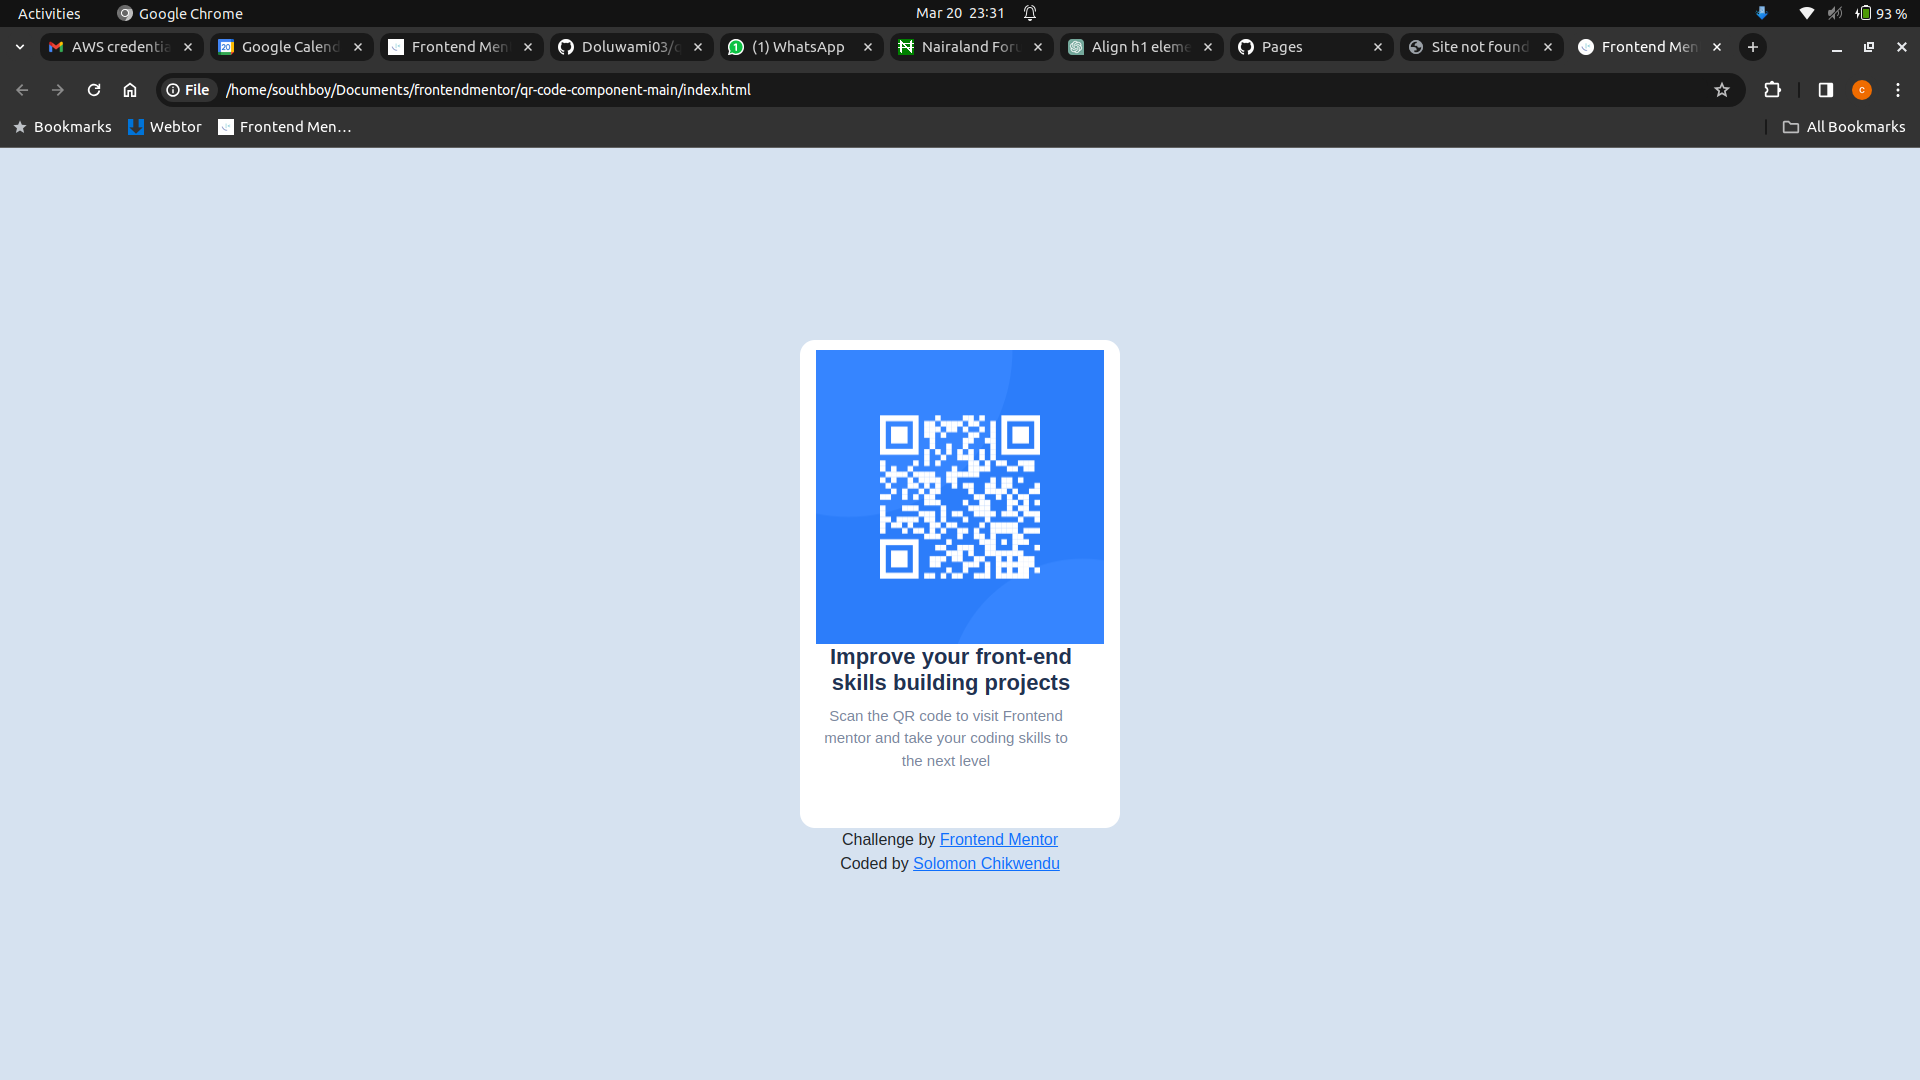 Activities Google Chrome Mar 20 23:31 93 %
AWS credentia Google Calend Frontend Men Doluwami03/ (1) WhatsApp Nairaland Foru Align h1 eleme Pages Site not found Frontend Men
File /home/southboy/Documents/frontendmentor/qr-code-component-main/index.html
Bookmarks Webtor Frontend Men… All Bookmarks
Improve your front-end
skills building projects
Scan the QR code to visit Frontend
mentor and take your coding skills to
the next level
Challenge by Frontend Mentor
Coded by Solomon Chikwendu